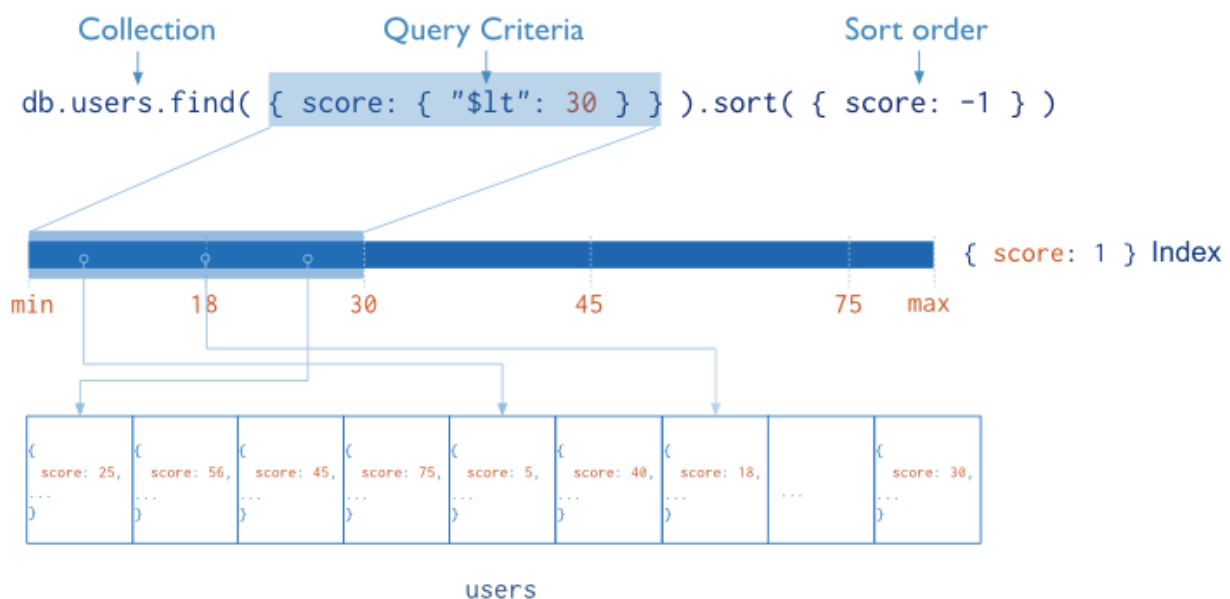 Collection Query Criteria Sort order
db.users.find( { score: { "$lt": 30 } } ).sort( { score: -1 } )
{ score: 1 } Index
min 18 30 45 75 max
{ { { { { { { {
score: 25, score: 56, score: 45, score: 75, score: 5, score: 40, score: 18, score: 30,
... ... ... ... ... ... ... ... ...
} } } } } } } }
users